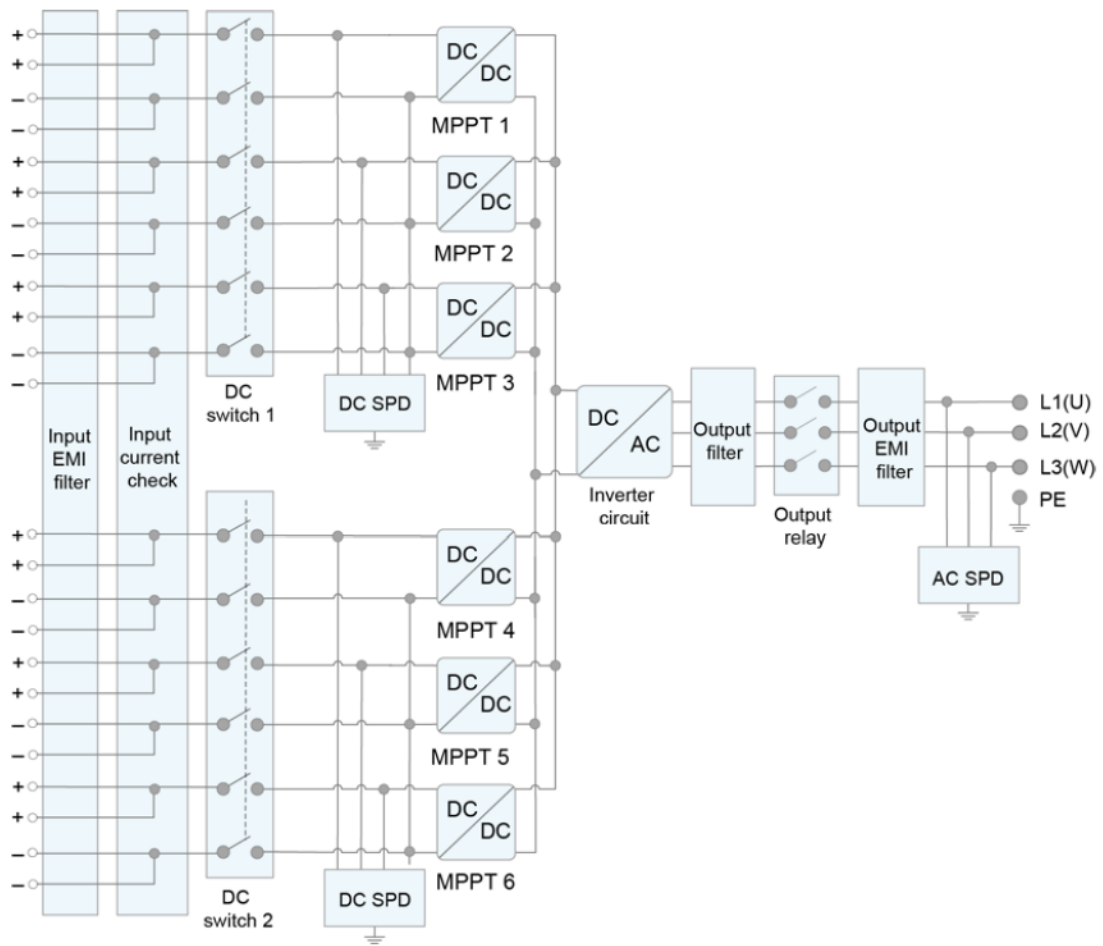 +
+
–
–
+
+
–
–
+
+
–
–
DC
DC
MPPT 1
DC
DC
MPPT 2
DC
DC
MPPT 3
DC
switch 1
DC SPD
Input
EMI
filter
Input
current
check
DC
AC
Inverter
circuit
Output
filter
Output
relay
Output
EMI
filter
L1(U)
L2(V)
L3(W)
PE
AC SPD
+
+
–
–
+
+
–
–
+
+
–
–
DC
DC
MPPT 4
DC
DC
MPPT 5
DC
DC
MPPT 6
DC
switch 2
DC SPD